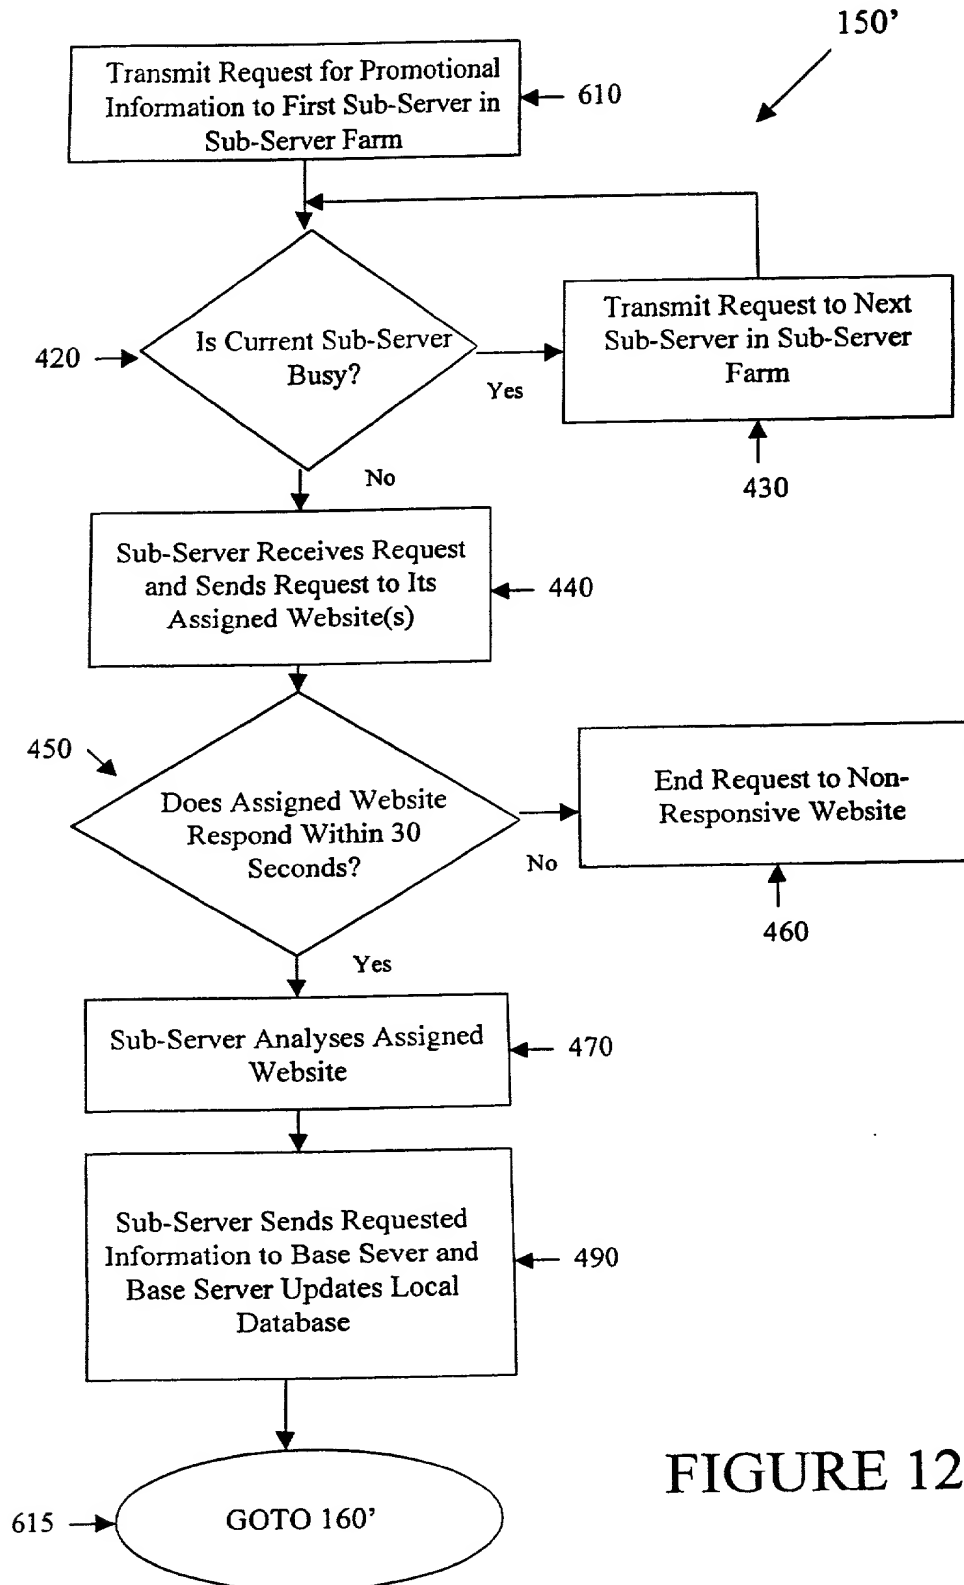 150'
Transmit Request for Promotional
Information to First Sub-Server in
Sub-Server Farm
610
Is Current Sub-Server
Busy?
420
Yes
Transmit Request to Next
Sub-Server in Sub-Server
Farm
430
No
Sub-Server Receives Request
and Sends Request to Its
Assigned Website(s)
440
450
Does Assigned Website
Respond Within 30
Seconds?
No
End Request to Non-
Responsive Website
460
Yes
Sub-Server Analyses Assigned
Website
470
Sub-Server Sends Requested
Information to Base Sever and
Base Server Updates Local
Database
490
615
GOTO 160'
FIGURE 12